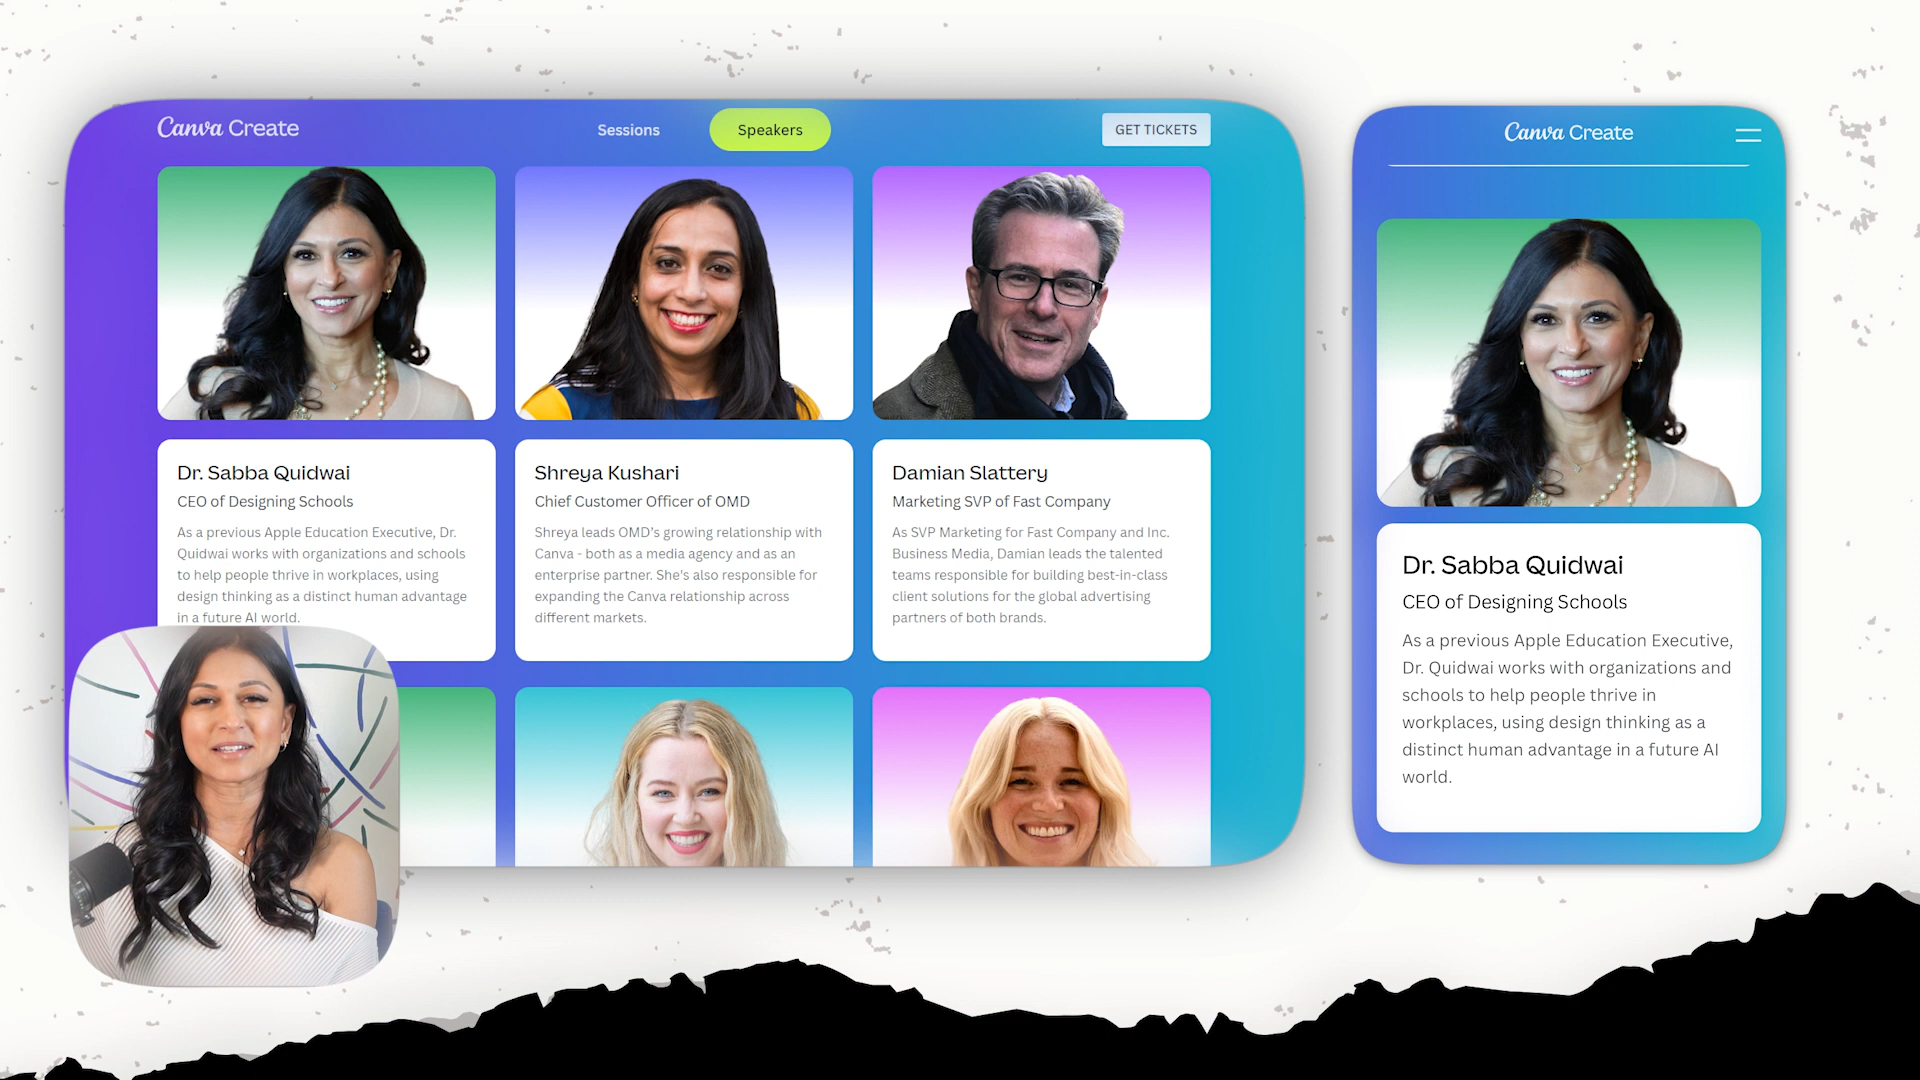 Canva Create
Sessions
Speakers
GET TICKETS
Dr. Sabba Quidwai
CEO of Designing Schools
As a previous Apple Education Executive, Dr.
Quidwai works with organizations and schools
to help people thrive in workplaces, using
design thinking as a distinct human advantage
in a future AI world.
Shreya Kushari
Chief Customer Officer of OMD
Shreya leads OMD’s growing relationship with
Canva - both as a media agency and as an
enterprise partner. She's also responsible for
expanding the Canva relationship across
different markets.
Damian Slattery
Marketing SVP of Fast Company
As SVP Marketing for Fast Company and Inc.
Business Media, Damian leads the talented
teams responsible for building best-in-class
client solutions for the global advertising
partners of both brands.
Canva Create
Dr. Sabba Quidwai
CEO of Designing Schools
As a previous Apple Education Executive,
Dr. Quidwai works with organizations and
schools to help people thrive in
workplaces, using design thinking as a
distinct human advantage in a future AI
world.